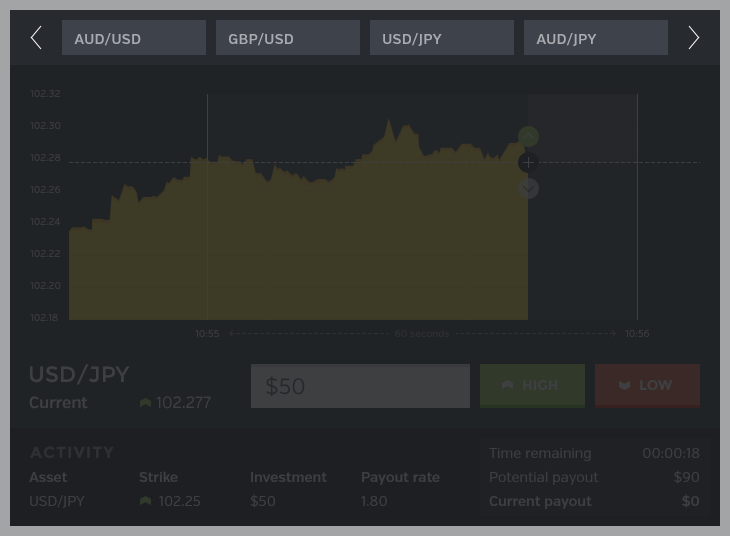 AUD/USD GBP/USD USD/JPY AUD/JPY
102.32
102.30
102.28
102.26
102.24
102.22
102.20
102.18
10:55 60 seconds 10:56
USD/JPY $50 HIGH LOW
Current 102.277
ACTIVITY
Asset Strike Investment Payout rate
USD/JPY 102.25 $50 1.80
Time remaining 00:00:18
Potential payout $90
Current payout $0